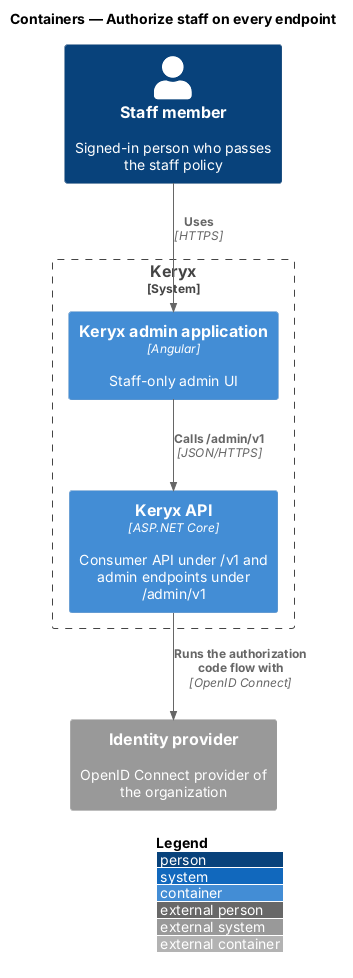 Containers — Authorize staff on every endpoint
Staff member
Signed-in person who passes
the staff policy
Uses
[HTTPS]
Keryx
[System]
Keryx admin application
[Angular]
Staff-only admin UI
Calls /admin/v1
[JSON/HTTPS]
Keryx API
[ASP.NET Core]
Consumer API under /v1 and
admin endpoints under
/admin/v1
Runs the authorization
code flow with
[OpenID Connect]
Identity provider
OpenID Connect provider of
the organization
Legend
person
system
container
external person
external system
external container